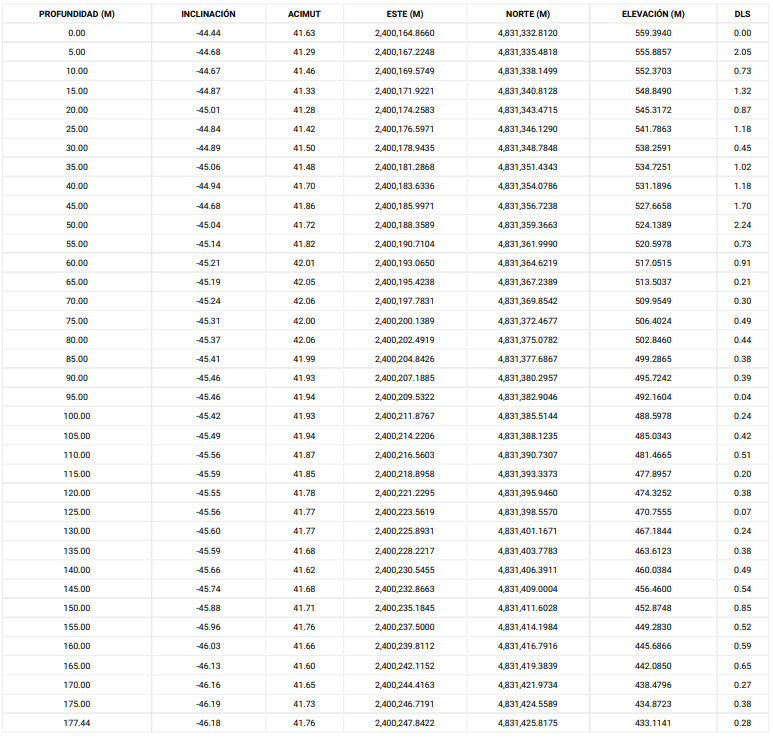 PROFUNDIDAD (M) INCLINACIÓN ACIMUT ESTE (M) NORTE (M) ELEVACIÓN (M) DLS
0.00 -44.44 41.63 2,400,164.8660 4,831,332.8120 559.3940 0.00
5.00 -44.68 41.29 2,400,167.2248 4,831,335.4818 555.8857 2.05
10.00 -44.67 41.46 2,400,169.5749 4,831,338.1499 552.3703 0.73
15.00 -44.87 41.33 2,400,171.9221 4,831,340.8128 548.8490 1.32
20.00 -45.01 41.28 2,400,174.2583 4,831,343.4715 545.3172 0.87
25.00 -44.84 41.42 2,400,176.5971 4,831,346.1290 541.7863 1.18
30.00 -44.89 41.50 2,400,178.9435 4,831,348.7848 538.2591 0.45
35.00 -45.06 41.48 2,400,181.2868 4,831,351.4343 534.7251 1.02
40.00 -44.94 41.70 2,400,183.6336 4,831,354.0786 531.1896 1.18
45.00 -44.68 41.86 2,400,185.9971 4,831,356.7238 527.6658 1.70
50.00 -45.04 41.72 2,400,188.3589 4,831,359.3663 524.1389 2.24
55.00 -45.14 41.82 2,400,190.7104 4,831,361.9990 520.5978 0.73
60.00 -45.21 42.01 2,400,193.0650 4,831,364.6219 517.0515 0.91
65.00 -45.19 42.05 2,400,195.4238 4,831,367.2389 513.5037 0.21
70.00 -45.24 42.06 2,400,197.7831 4,831,369.8542 509.9549 0.30
75.00 -45.31 42.00 2,400,200.1389 4,831,372.4677 506.4024 0.49
80.00 -45.37 42.06 2,400,202.4919 4,831,375.0782 502.8460 0.44
85.00 -45.41 41.99 2,400,204.8426 4,831,377.6867 499.2865 0.38
90.00 -45.46 41.93 2,400,207.1885 4,831,380.2957 495.7242 0.39
95.00 -45.46 41.94 2,400,209.5322 4,831,382.9046 492.1604 0.04
100.00 -45.42 41.93 2,400,211.8767 4,831,385.5144 488.5978 0.24
105.00 -45.49 41.94 2,400,214.2206 4,831,388.1235 485.0343 0.42
110.00 -45.56 41.87 2,400,216.5603 4,831,390.7307 481.4665 0.51
115.00 -45.59 41.85 2,400,218.8958 4,831,393.3373 477.8957 0.20
120.00 -45.55 41.78 2,400,221.2295 4,831,395.9460 474.3252 0.38
125.00 -45.56 41.77 2,400,223.5619 4,831,398.5570 470.7555 0.07
130.00 -45.60 41.77 2,400,225.8931 4,831,401.1671 467.1844 0.24
135.00 -45.59 41.68 2,400,228.2217 4,831,403.7783 463.6123 0.38
140.00 -45.66 41.62 2,400,230.5455 4,831,406.3911 460.0384 0.49
145.00 -45.74 41.68 2,400,232.8663 4,831,409.0004 456.4600 0.54
150.00 -45.88 41.71 2,400,235.1845 4,831,411.6028 452.8748 0.85
155.00 -45.96 41.76 2,400,237.5000 4,831,414.1984 449.2830 0.52
160.00 -46.03 41.66 2,400,239.8112 4,831,416.7916 445.6866 0.59
165.00 -46.13 41.60 2,400,242.1152 4,831,419.3839 442.0850 0.65
170.00 -46.16 41.65 2,400,244.4163 4,831,421.9734 438.4796 0.27
175.00 -46.19 41.73 2,400,246.7191 4,831,424.5589 434.8723 0.38
177.44 -46.18 41.76 2,400,247.8422 4,831,425.8175 433.1141 0.28